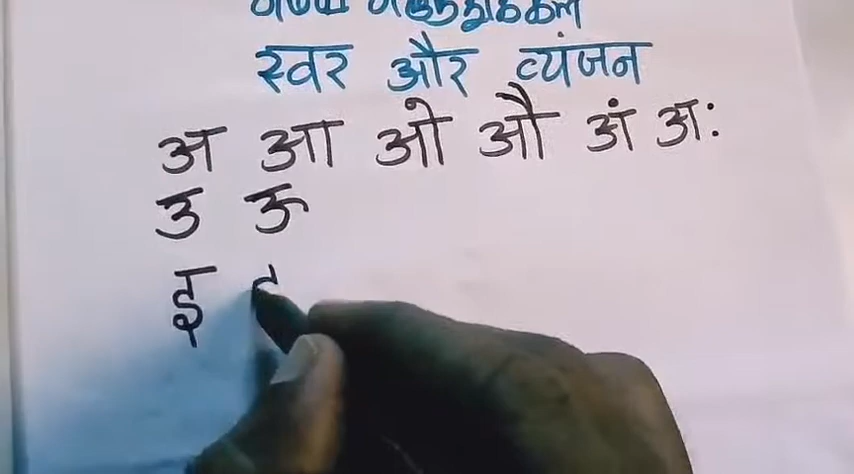 स्वर और व्यंजन
अ आ ओ औ अं अः
उ ऊ
इ